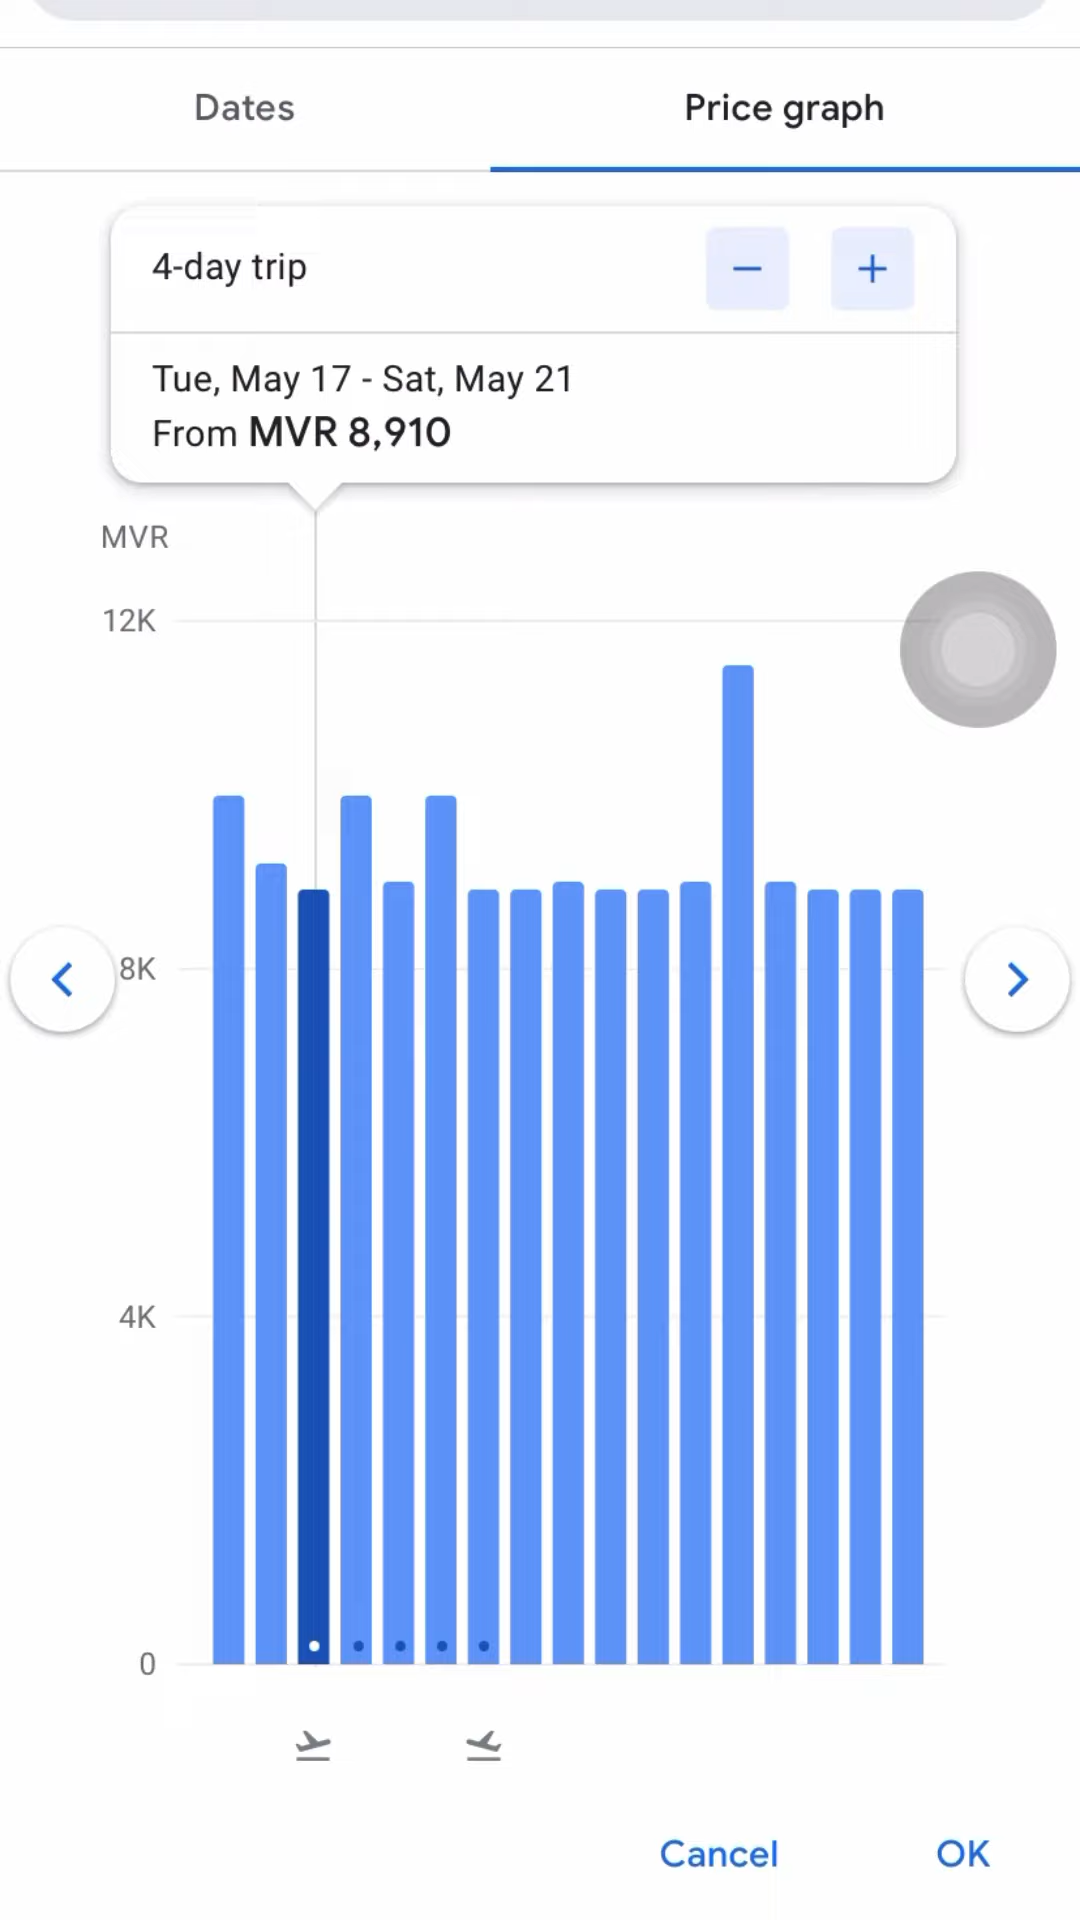 Dates
Price graph
4-day trip
Tue, May 17 - Sat, May 21
From MVR 8,910
MVR
12K
8K
4K
0
Cancel
OK